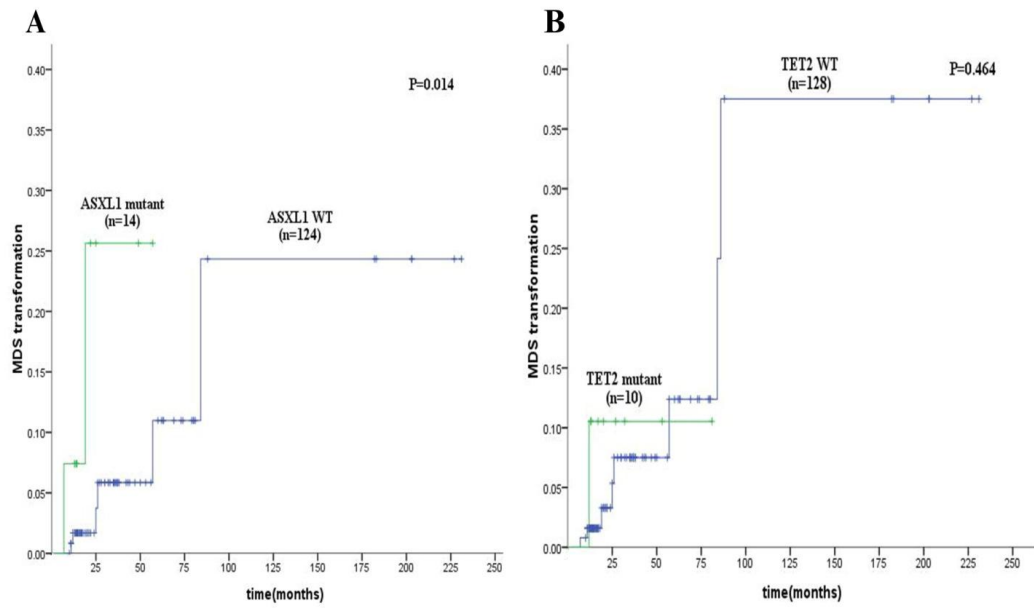 A
MDS transformation
0.40
0.35
0.30
0.25
0.20
0.15
0.10
0.05
0.00
P=0.014
ASXL1 mutant
(n=14)
ASXL1 WT
(n=124)
25
50
75
100
125
150
175
200
225
250
time(months)
B
MDS transformation
0.40
0.35
0.30
0.25
0.20
0.15
0.10
0.05
0.00
TET2 WT
(n=128)
P=0.464
TET2 mutant
(n=10)
25
50
75
100
125
150
175
200
225
250
time(months)